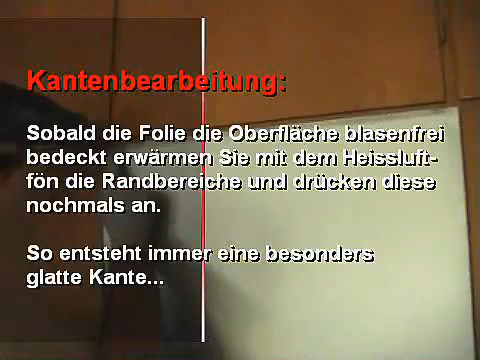 Kantenbearbeitung:
Sobald die Folie die Oberfläche blasenfrei
bedeckt erwärmen Sie mit dem Heissluft-
fön die Randbereiche und drücken diese
nochmals an.
So entsteht immer eine besonders
glatte Kante...